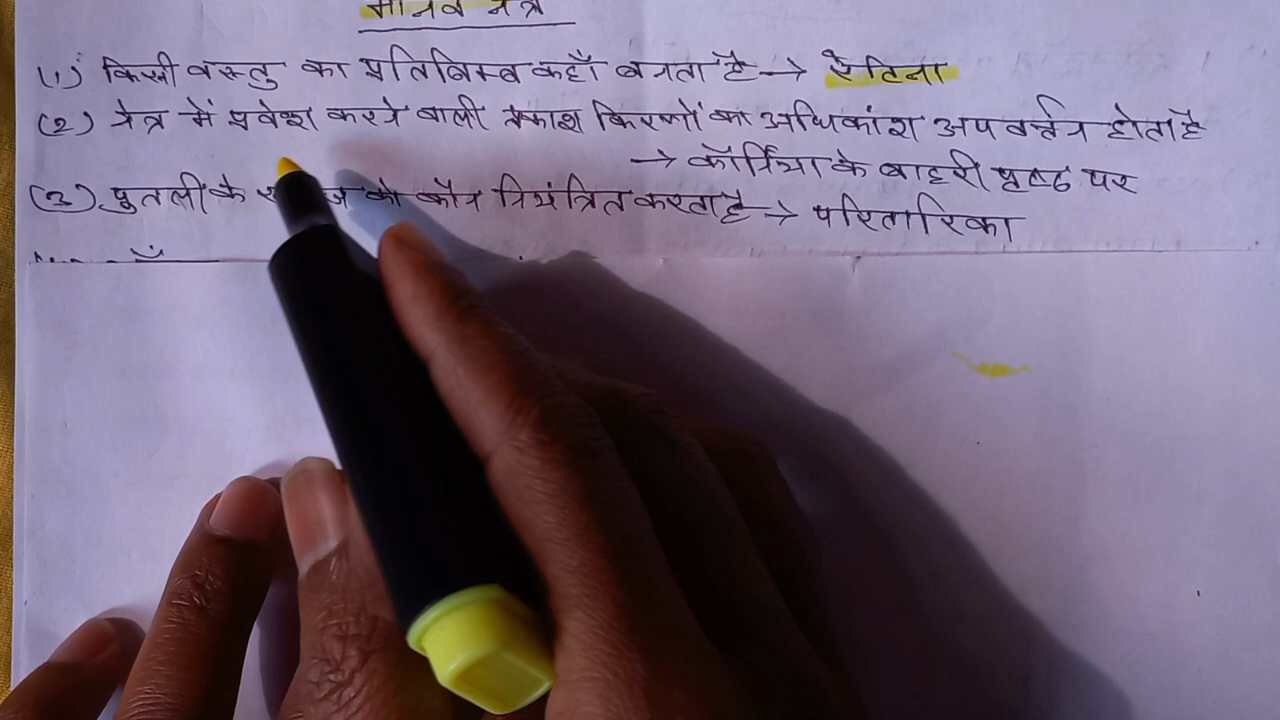 मानव नेत्र
(1) किसी वस्तु का प्रतिबिम्ब कहाँ बनता है → रेटिना
(2) नेत्र में प्रवेश करने वाली प्रकाश किरणों का अधिकांश अपवर्त्तन होता है
→ कॉर्निया के बाहरी पृष्ठ पर
(3) पुतली के को कौन नियंत्रित करता है → परितारिका